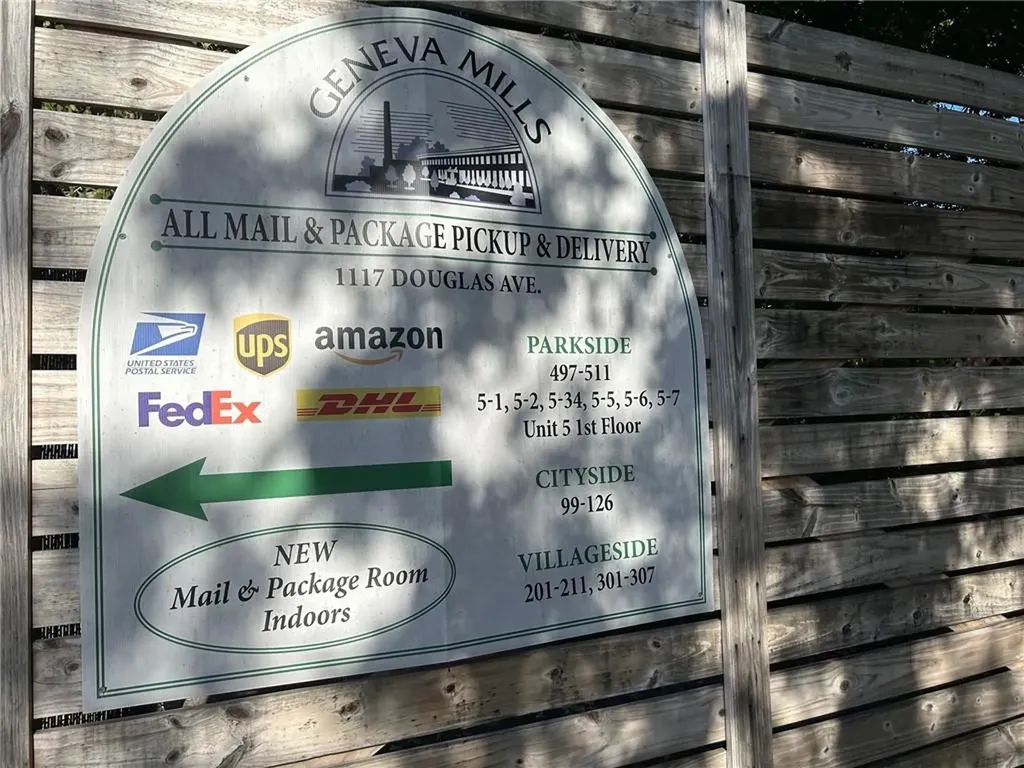 GENEVA MILLS
ALL MAIL & PACKAGE PICKUP & DELIVERY
1117 DOUGLAS AVE.
UNITED STATES
POSTAL SERVICE
ups
amazon
FedEx
DHL
NEW
Mail & Package Room
Indoors
PARKSIDE
497-511
5-1, 5-2, 5-34, 5-5, 5-6, 5-7
Unit 5 1st Floor
CITYSIDE
99-126
VILLAGESIDE
201-211, 301-307